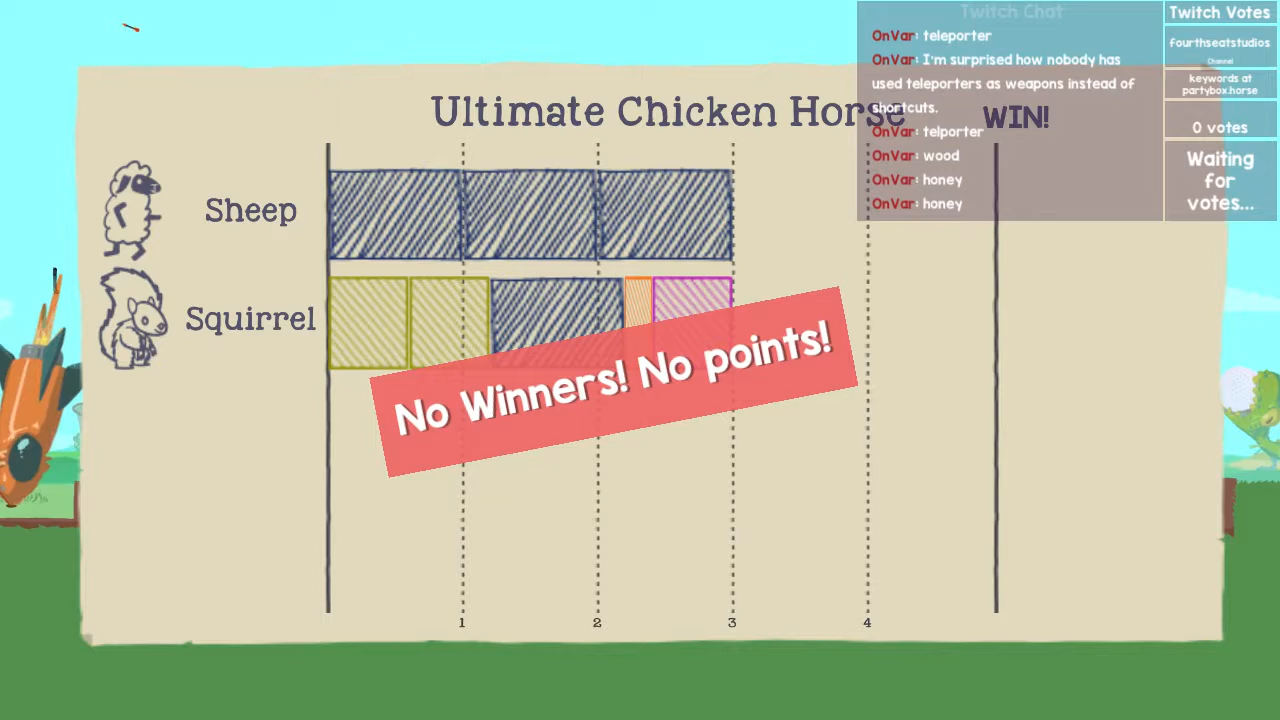 Twitch Chat
OnVar: teleporter
OnVar: I'm surprised how nobody has
used teleporters as weapons instead of
shortcuts.
OnVar: telporter
OnVar: wood
OnVar: honey
OnVar: honey
Twitch Votes
fourthseatstudios
Channel
keywords at
partybox.horse
0 votes
Waiting
for
votes...
Ultimate Chicken Horse
WIN!
Sheep
Squirrel
No Winners! No points!
1 2 3 4